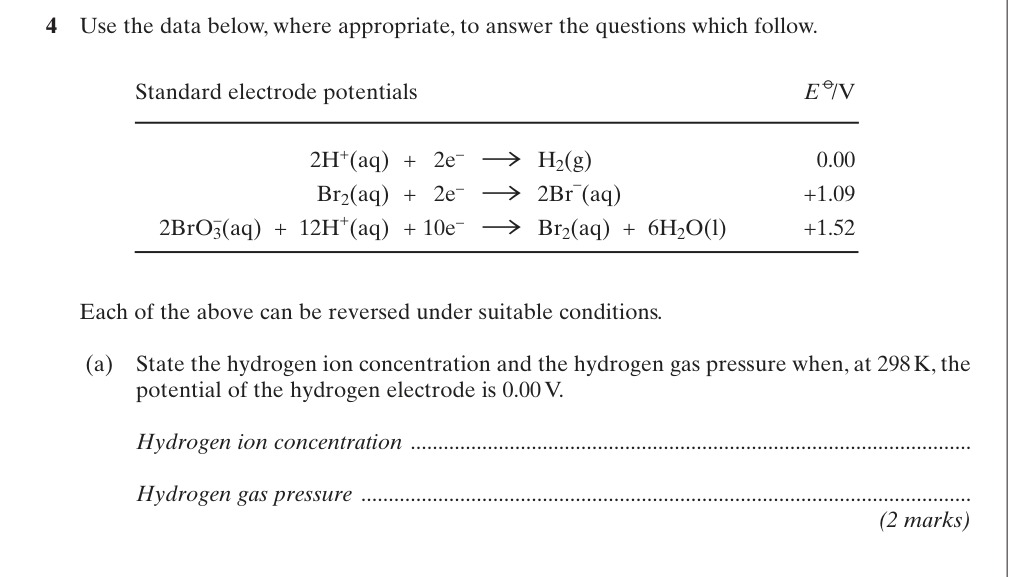 4 Use the data below, where appropriate, to answer the questions which follow.
Standard electrode potentials E⦵/V
2H⁺(aq) + 2e⁻ ⟶ H₂(g) 0.00
Br₂(aq) + 2e⁻ ⟶ 2Br⁻(aq) +1.09
2BrO₃⁻(aq) + 12H⁺(aq) + 10e⁻ ⟶ Br₂(aq) + 6H₂O(l) +1.52
Each of the above can be reversed under suitable conditions.
(a) State the hydrogen ion concentration and the hydrogen gas pressure when, at 298 K, the
potential of the hydrogen electrode is 0.00 V.
Hydrogen ion concentration ..............................................................................
Hydrogen gas pressure ..............................................................................
(2 marks)